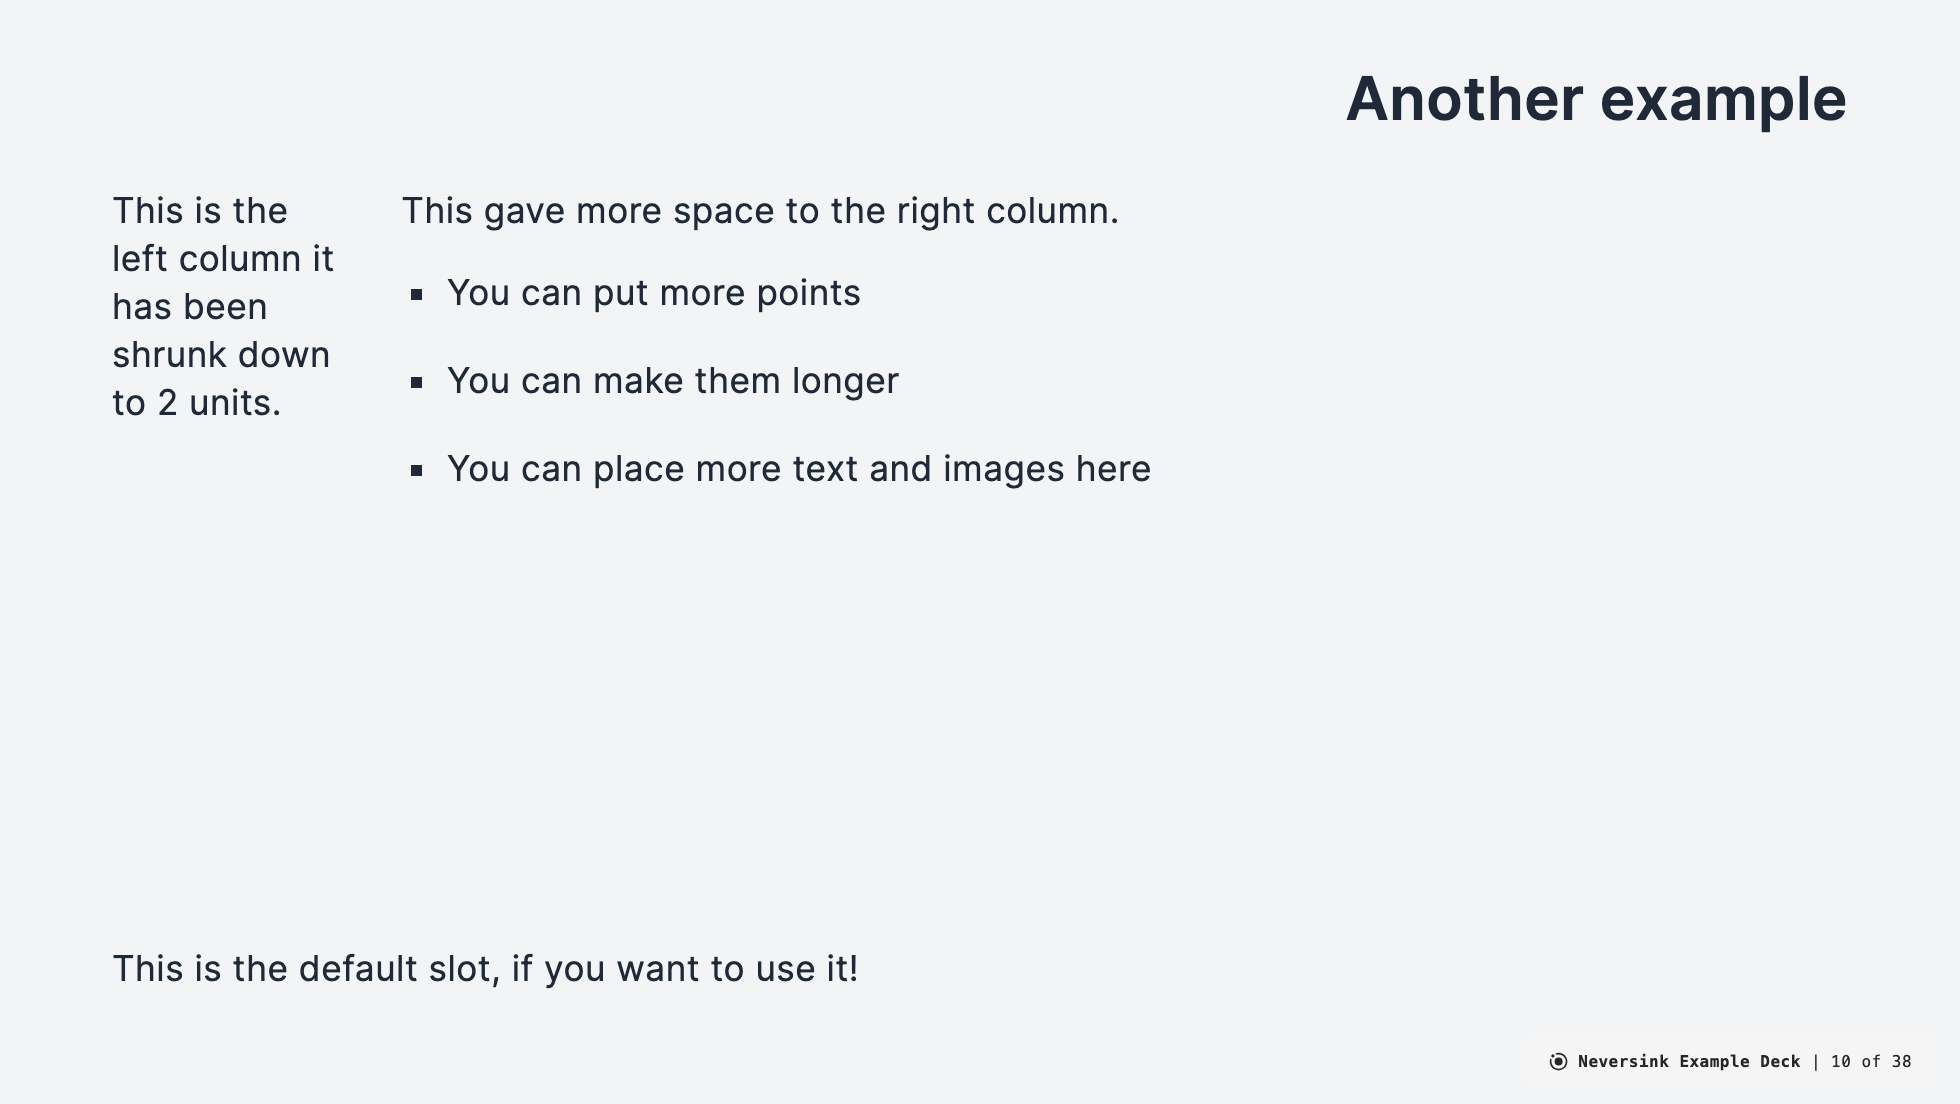 Another example
This is the
left column it
has been
shrunk down
to 2 units.
This gave more space to the right column.
▪ You can put more points
▪ You can make them longer
▪ You can place more text and images here
This is the default slot, if you want to use it!
Neversink Example Deck | 10 of 38